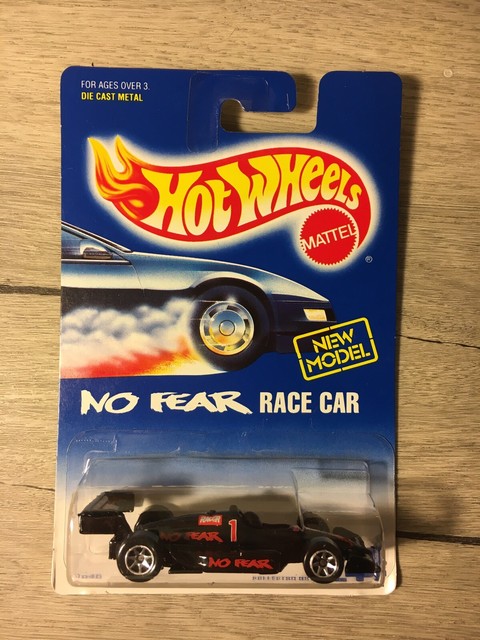 FOR AGES OVER 3.
DIE CAST METAL
HOT WHEELS
MATTEL
®
NEW
MODEL
NO FEAR RACE CAR
1
NO FEAR
NO FEAR